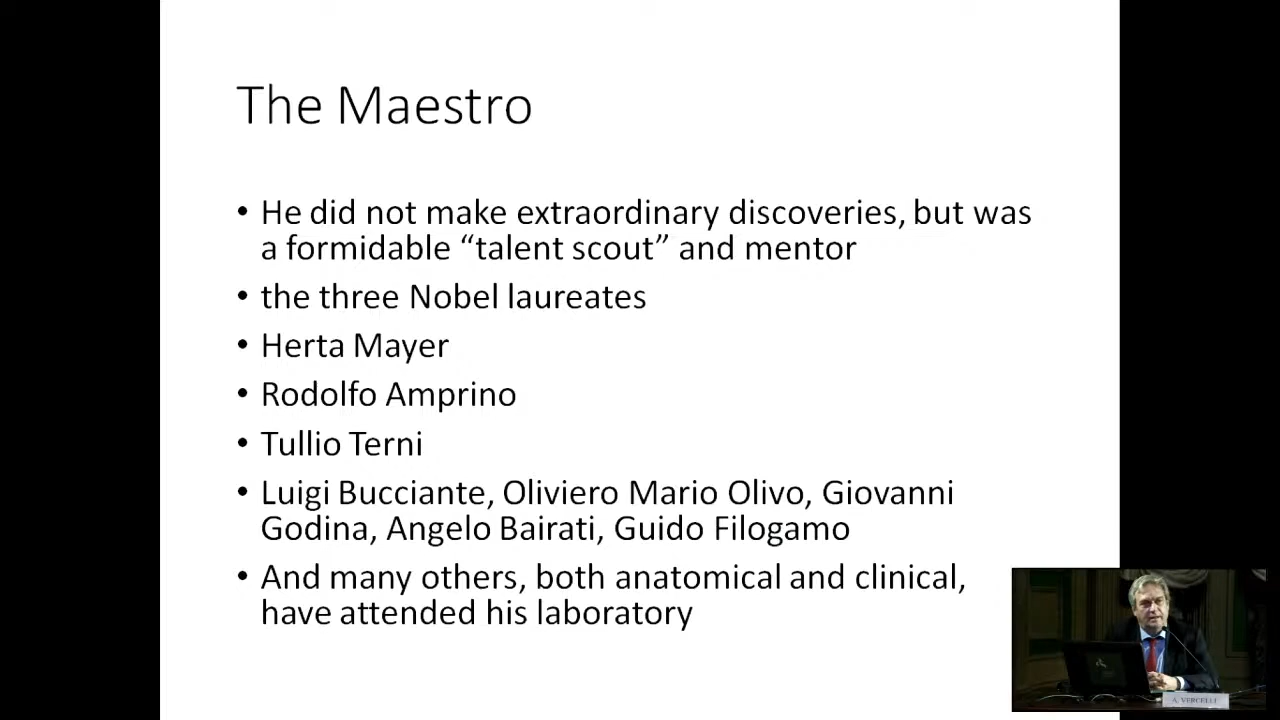 The Maestro
• He did not make extraordinary discoveries, but was
a formidable “talent scout” and mentor
• the three Nobel laureates
• Herta Mayer
• Rodolfo Amprino
• Tullio Terni
• Luigi Bucciante, Oliviero Mario Olivo, Giovanni
Godina, Angelo Bairati, Guido Filogamo
• And many others, both anatomical and clinical,
have attended his laboratory
A. VERCELLI